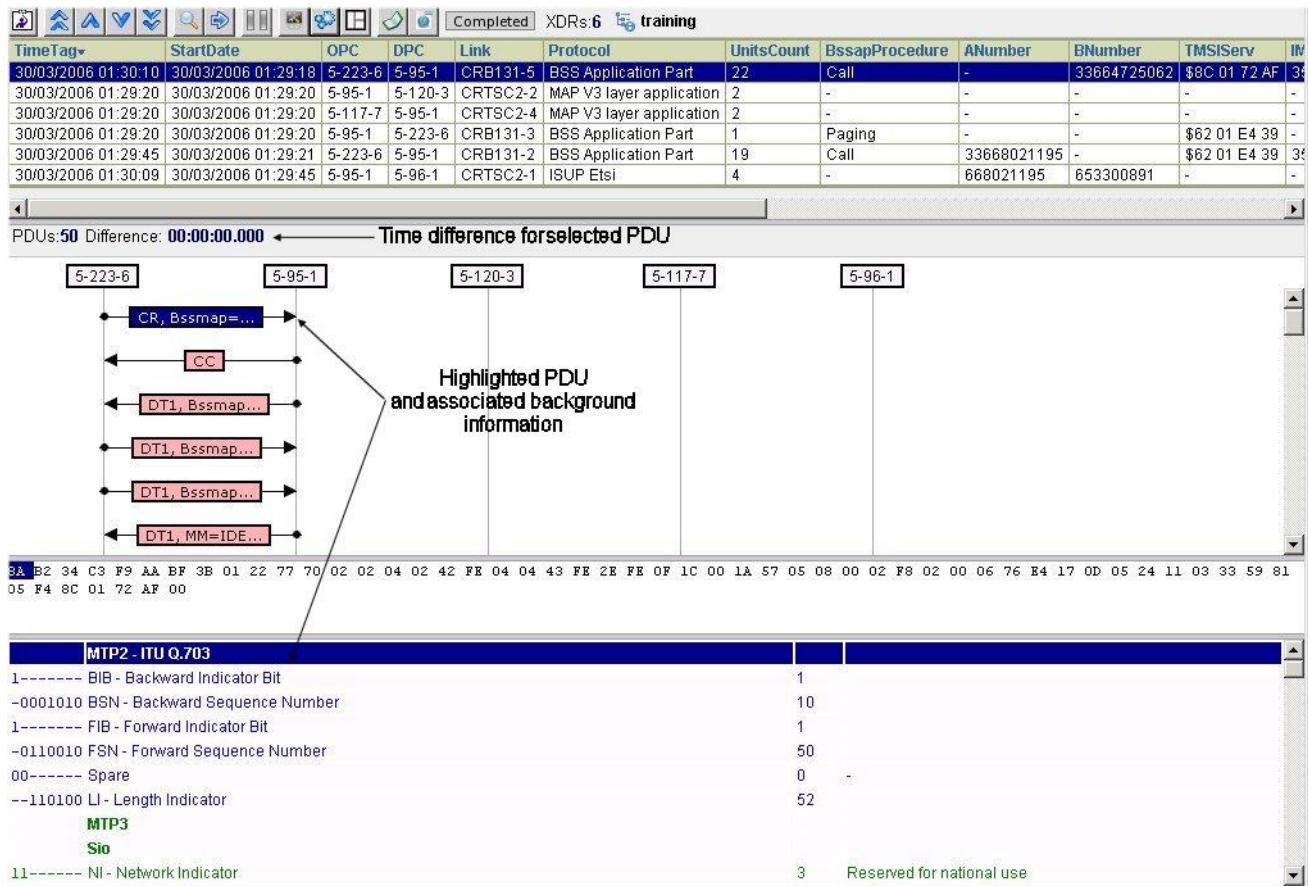 Completed XDRs:6 training
TimeTag StartDate OPC DPC Link Protocol UnitsCount BssapProcedure ANumber BNumber TMSIServ
30/03/2006 01:30:10 30/03/2006 01:29:18 5-223-6 5-95-1 CRB131-5 BSS Application Part 22 Call - 33664725062 $8C 01 72 AF
30/03/2006 01:29:20 30/03/2006 01:29:20 5-95-1 5-120-3 CRTSC2-2 MAP V3 layer application 2 - - - - -
30/03/2006 01:29:20 30/03/2006 01:29:20 5-117-7 5-95-1 CRTSC2-4 MAP V3 layer application 2 - - - - -
30/03/2006 01:29:20 30/03/2006 01:29:20 5-95-1 5-223-6 CRB131-3 BSS Application Part 1 Paging - - $62 01 E4 39 -
30/03/2006 01:29:45 30/03/2006 01:29:21 5-223-6 5-95-1 CRB131-2 BSS Application Part 19 Call 33668021195 - $62 01 E4 39
30/03/2006 01:30:09 30/03/2006 01:29:45 5-95-1 5-96-1 CRTSC2-1 ISUP Etsi 4 - 668021195 653300891 - -
PDUs:50 Difference: 00:00:00.000 Time difference forselected PDU
5-223-6 5-95-1 5-120-3 5-117-7 5-96-1
CR, Bssmap=...
CC
DT1, Bssmap...
DT1, Bssmap...
DT1, Bssmap...
DT1, MM=IDE...
Highlighted PDU
and associated background
information
8A B2 34 C3 F9 AA BF 3B 01 22 77 70 02 02 04 02 42 FE 04 04 43 FE 2E FE 0F 1C 00 1A 57 05 08 00 02 F8 02 00 06 76 E4 17 0D 05 24 11 03 33 59 81
05 F4 8C 01 72 AF 00
MTP2 - ITU Q.703
1------- BIB - Backward Indicator Bit 1
-0001010 BSN - Backward Sequence Number 10
1------- FIB - Forward Indicator Bit 1
-0110010 FSN - Forward Sequence Number 50
00------ Spare 0 -
--110100 LI - Length Indicator 52
MTP3
Sio
11------ NI - Network Indicator 3 Reserved for national use